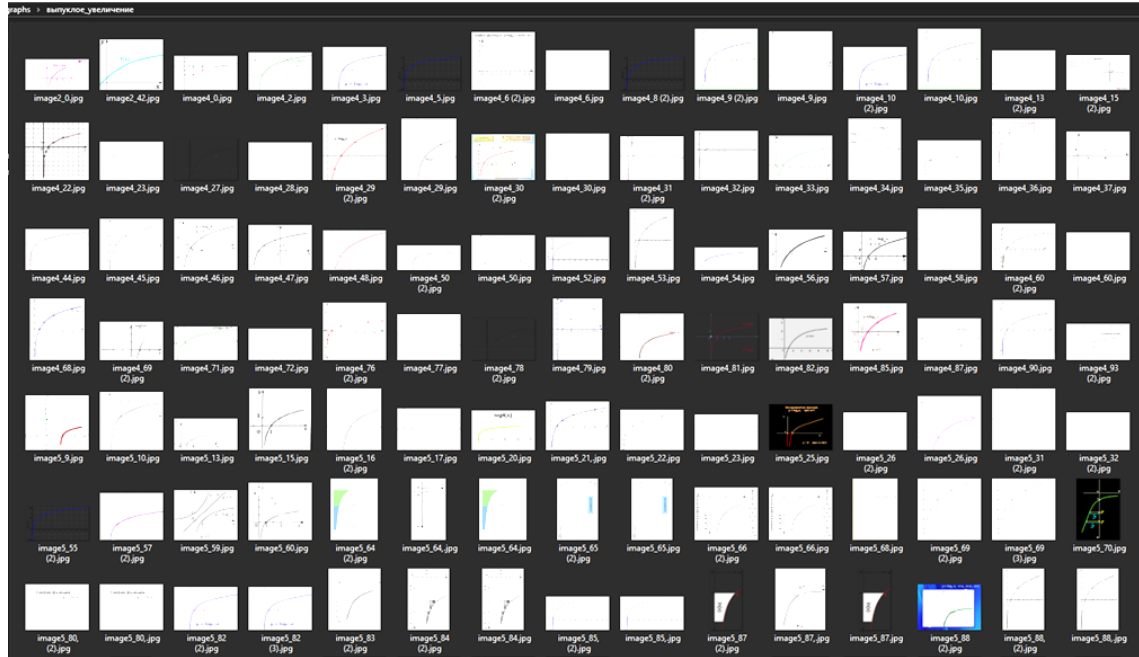 graphs > выпуклое_увеличение
image2_0.jpg image2_42.jpg image4_0.jpg image4_2.jpg image4_3.jpg image4_5.jpg image4_6 (2).jpg image4_6.jpg image4_8 (2).jpg image4_9 (2).jpg image4_9.jpg image4_10 (2).jpg image4_10.jpg image4_13 (2).jpg image4_15 (2).jpg
image4_22.jpg image4_23.jpg image4_27.jpg image4_28.jpg image4_29 (2).jpg image4_29.jpg image4_30 (2).jpg image4_30.jpg image4_31 (2).jpg image4_32.jpg image4_33.jpg image4_34.jpg image4_35.jpg image4_36.jpg image4_37.jpg
image4_44.jpg image4_45.jpg image4_46.jpg image4_47.jpg image4_48.jpg image4_50 (2).jpg image4_50.jpg image4_52.jpg image4_53.jpg image4_54.jpg image4_56.jpg image4_57.jpg image4_58.jpg image4_60 (2).jpg image4_60.jpg
image4_68.jpg image4_69 (2).jpg image4_71.jpg image4_72.jpg image4_76 (2).jpg image4_77.jpg image4_78 (2).jpg image4_79.jpg image4_80 (2).jpg image4_81.jpg image4_82.jpg image4_85.jpg image4_87.jpg image4_90.jpg image4_93 (2).jpg
image5_9.jpg image5_10.jpg image5_13.jpg image5_15.jpg image5_16 (2).jpg image5_17.jpg image5_20.jpg image5_21,.jpg image5_22.jpg image5_23.jpg image5_25.jpg image5_26 (2).jpg image5_26.jpg image5_31 (2).jpg image5_32 (2).jpg
image5_55 (2).jpg image5_57 (2).jpg image5_59.jpg image5_60.jpg image5_64 (2).jpg image5_64,.jpg image5_64.jpg image5_65 (2).jpg image5_65.jpg image5_66 (2).jpg image5_66.jpg image5_68.jpg image5_69 (2).jpg image5_69 (3).jpg image5_70.jpg
image5_80, (2).jpg image5_80,.jpg image5_82 (2).jpg image5_82 (3).jpg image5_83 (2).jpg image5_84 (2).jpg image5_84.jpg image5_85, (2).jpg image5_85,.jpg image5_87 (2).jpg image5_87,.jpg image5_87.jpg image5_88 (2).jpg image5_88, (2).jpg image5_88,.jpg